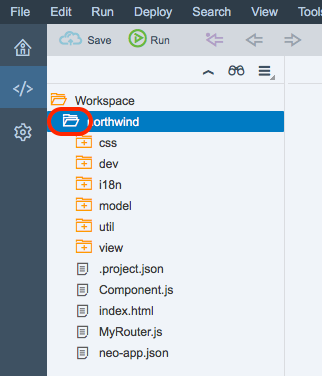 File Edit Run Deploy Search View Tools
Save Run
Workspace
northwind
css
dev
i18n
model
util
view
.project.json
Component.js
index.html
MyRouter.js
neo-app.json